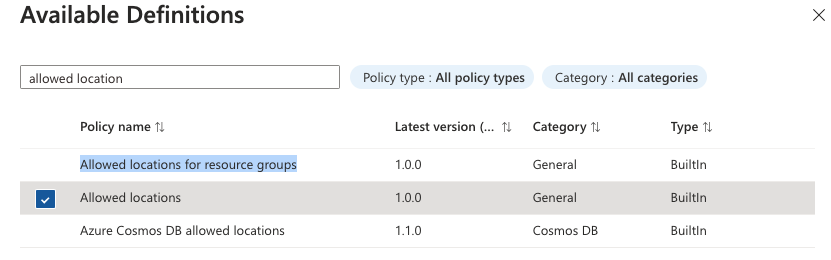 Available Definitions
allowed location
Policy type : All policy types
Category : All categories
Policy name Latest version (... Category Type
Allowed locations for resource groups 1.0.0 General BuiltIn
Allowed locations 1.0.0 General BuiltIn
Azure Cosmos DB allowed locations 1.1.0 Cosmos DB BuiltIn